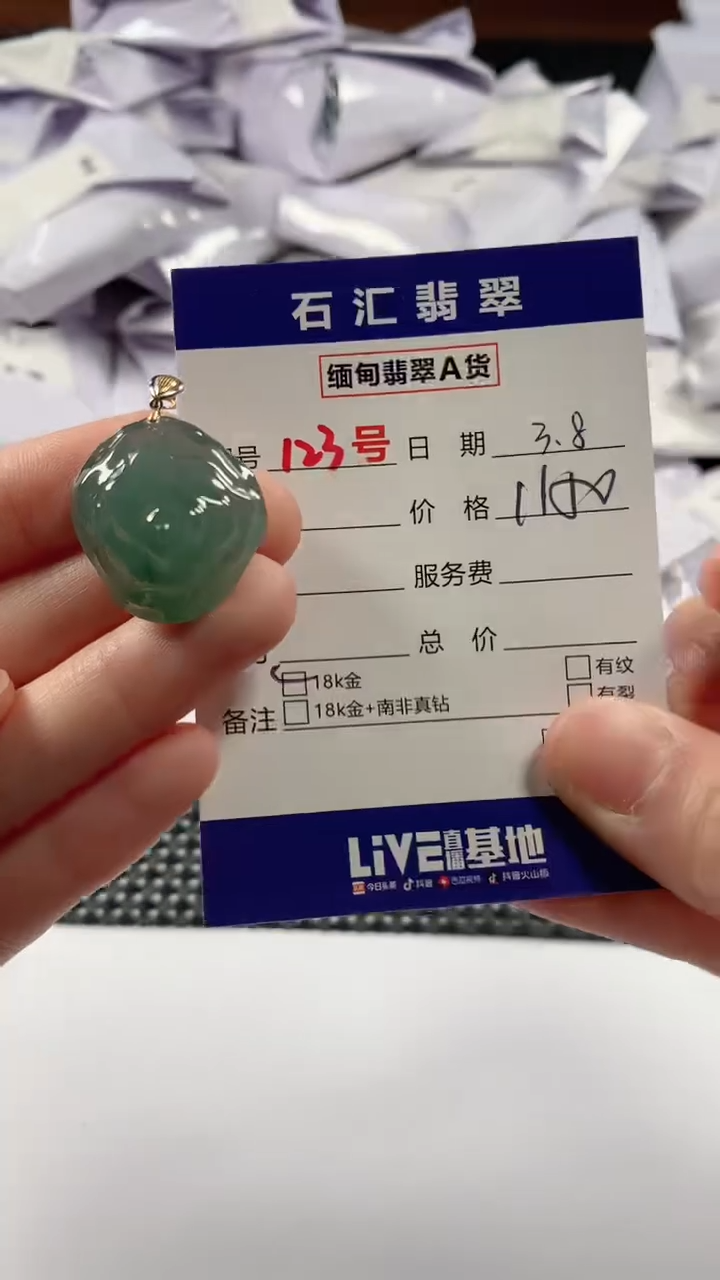 石汇翡翠
缅甸翡翠A货
号 123号 日 期 3.8
价 格
服务费
总 价
18k金 有纹
备注 18k金+南非真钻 有裂
LiVE直播基地
今日头条 抖音 西瓜视频 抖音火山版